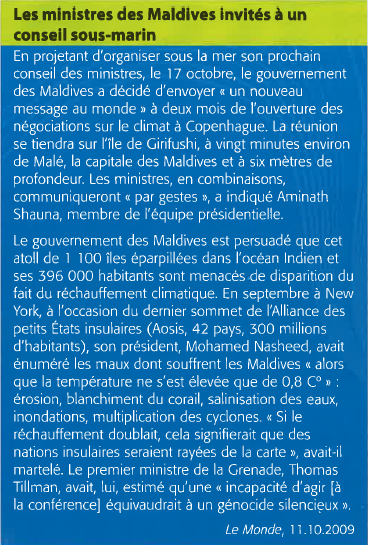 Les ministres des Maldives invités à un
conseil sous-marin
En projetant d'organiser sous la mer son prochain
conseil des ministres, le 17 octobre, le gouvernement
des Maldives a décidé d'envoyer « un nouveau
message au monde » à deux mois de l'ouverture des
négociations sur le climat à Copenhague. La réunion
se tiendra sur l'île de Girifushi, à vingt minutes environ
de Malé, la capitale des Maldives et à six mètres de
profondeur. Les ministres, en combinaisons,
communiqueront « par gestes », a indiqué Aminath
Shauna, membre de l'équipe présidentielle.
Le gouvernement des Maldives est persuadé que cet
atoll de 1 100 îles éparpillées dans l'océan Indien et
ses 396 000 habitants sont menacés de disparition du
fait du réchauffement climatique. En septembre à New
York, à l'occasion du dernier sommet de l'Alliance des
petits États insulaires (Aosis, 42 pays, 300 millions
d'habitants), son président, Mohamed Nasheed, avait
énuméré les maux dont souffrent les Maldives « alors
que la température ne s'est élevée que de 0,8 C° » :
érosion, blanchiment du corail, salinisation des eaux,
inondations, multiplication des cyclones. « Si le
réchauffement doublait, cela signifierait que des
nations insulaires seraient rayées de la carte », avait-il
martelé. Le premier ministre de la Grenade, Thomas
Tillman, avait, lui, estimé qu'une « incapacité d'agir [à
la conférence] équivaudrait à un génocide silencieux ».
Le Monde, 11.10.2009